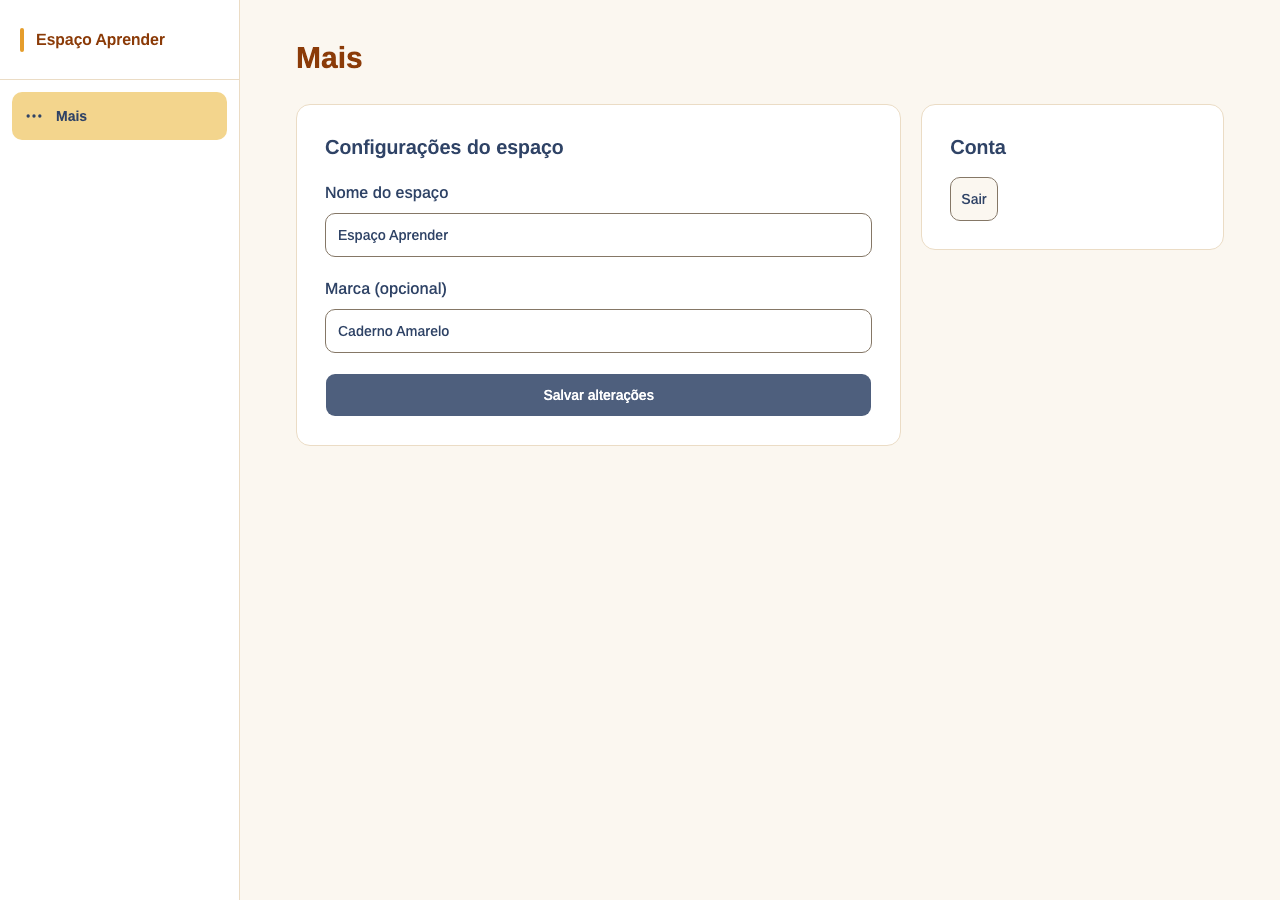 Espaço Aprender
Mais
Mais
Configurações do espaço
Nome do espaço
Espaço Aprender
Marca (opcional)
Caderno Amarelo
Salvar alterações
Conta
Sair